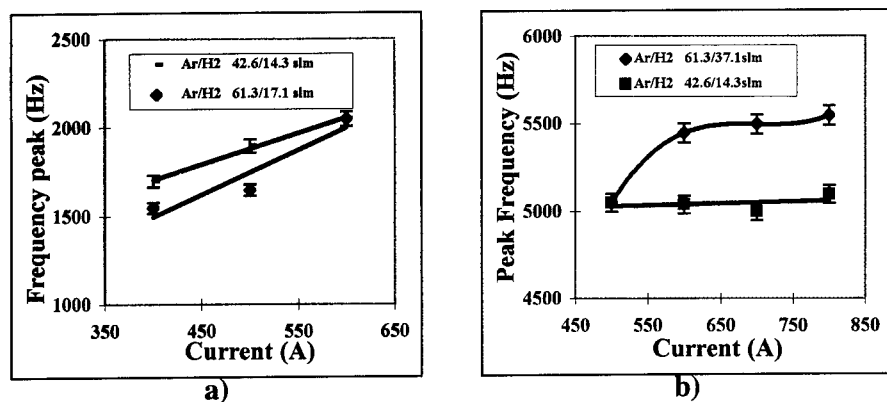 2500
2000
1500
1000
Frequency peak (Hz)
Ar/H2 42.6/14.3 slm
Ar/H2 61.3/17.1 slm
350 450 550 650
Current (A)
a)
6000
5500
5000
4500
Peak Frequency (Hz)
Ar/H2 61.3/37.1slm
Ar/H2 42.6/14.3slm
450 550 650 750 850
Current (A)
b)